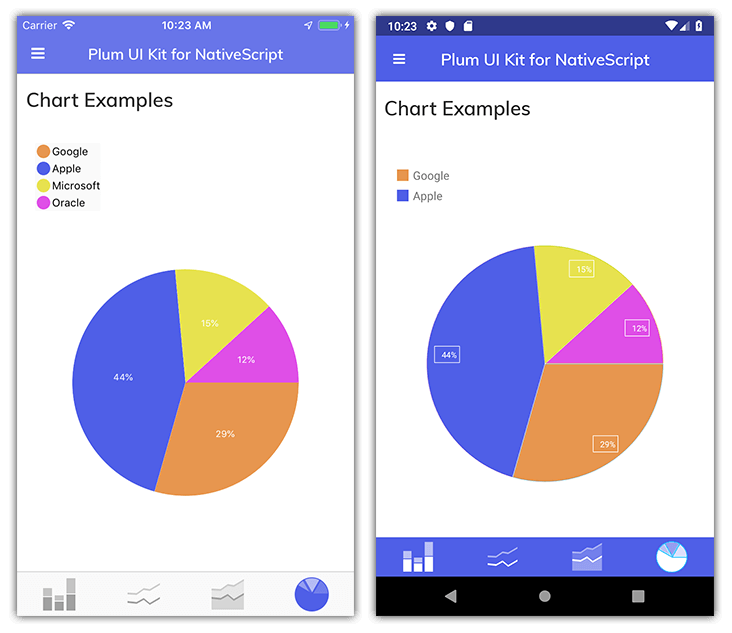 Carrier 10:23 AM
Plum UI Kit for NativeScript
Chart Examples
Google
Apple
Microsoft
Oracle
15%
12%
44%
29%
10:23
Plum UI Kit for NativeScript
Chart Examples
Google
Apple
15%
12%
44%
29%